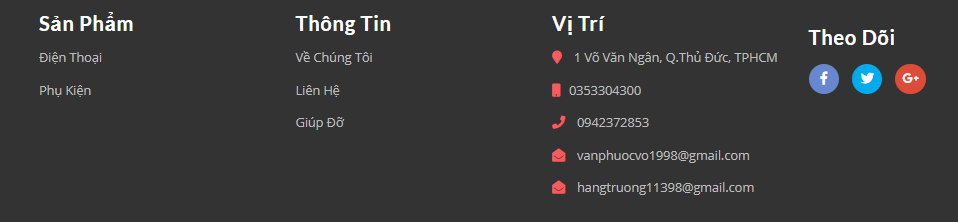 Sản Phẩm
Điện Thoại
Phụ Kiện
Thông Tin
Về Chúng Tôi
Liên Hệ
Giúp Đỡ
Vị Trí
1 Võ Văn Ngân, Q.Thủ Đức, TPHCM
0353304300
0942372853
vanphuocvo1998@gmail.com
hangtruong11398@gmail.com
Theo Dõi